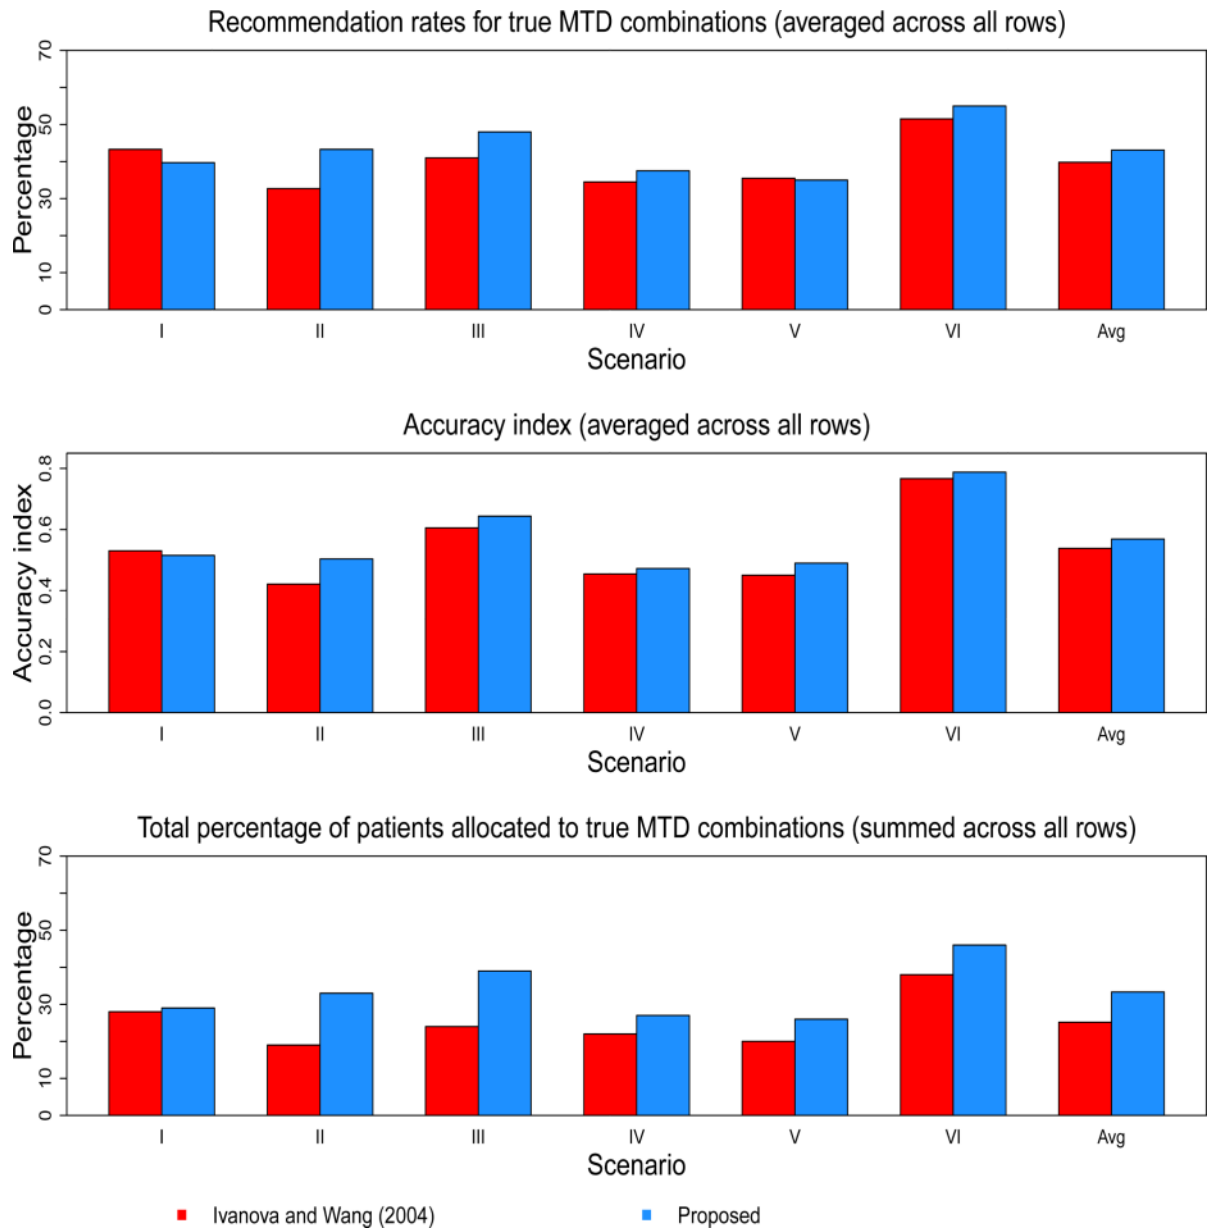 Recommendation rates for true MTD combinations (averaged across all rows)
70
50
30
10
0
Percentage
I II III IV V VI Avg
Scenario
Accuracy index (averaged across all rows)
0.8
0.6
0.4
0.2
0.0
Accuracy index
I II III IV V VI Avg
Scenario
Total percentage of patients allocated to true MTD combinations (summed across all rows)
70
50
30
10
0
Percentage
I II III IV V VI Avg
Scenario
Ivanova and Wang (2004) Proposed